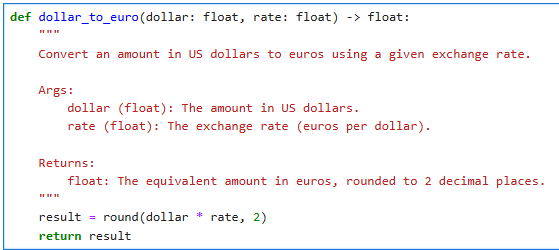 def dollar_to_euro(dollar: float, rate: float) -> float:
    """
    Convert an amount in US dollars to euros using a given exchange rate.

    Args:
        dollar (float): The amount in US dollars.
        rate (float): The exchange rate (euros per dollar).

    Returns:
        float: The equivalent amount in euros, rounded to 2 decimal places.
    """
    result = round(dollar * rate, 2)
    return result